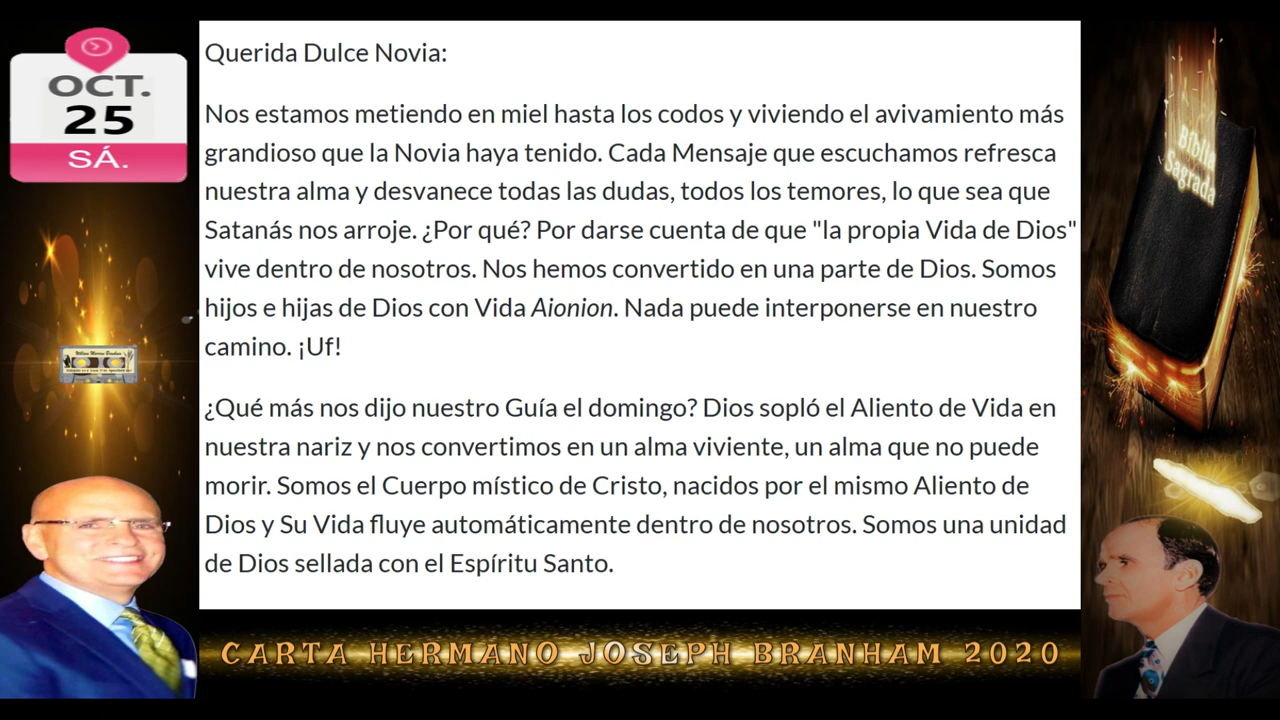 OCT.
25
SÁ.
Querida Dulce Novia:
Nos estamos metiendo en miel hasta los codos y viviendo el avivamiento más
grandioso que la Novia haya tenido. Cada Mensaje que escuchamos refresca
nuestra alma y desvanece todas las dudas, todos los temores, lo que sea que
Satanás nos arroje. ¿Por qué? Por darse cuenta de que "la propia Vida de Dios"
vive dentro de nosotros. Nos hemos convertido en una parte de Dios. Somos
hijos e hijas de Dios con Vida Aionion. Nada puede interponerse en nuestro
camino. ¡Uf!
¿Qué más nos dijo nuestro Guía el domingo? Dios sopló el Aliento de Vida en
nuestra nariz y nos convertimos en un alma viviente, un alma que no puede
morir. Somos el Cuerpo místico de Cristo, nacidos por el mismo Aliento de
Dios y Su Vida fluye automáticamente dentro de nosotros. Somos una unidad
de Dios sellada con el Espíritu Santo.
Biblia
Sagrada
CARTA HERMANO JOSEPH BRANHAM 2020